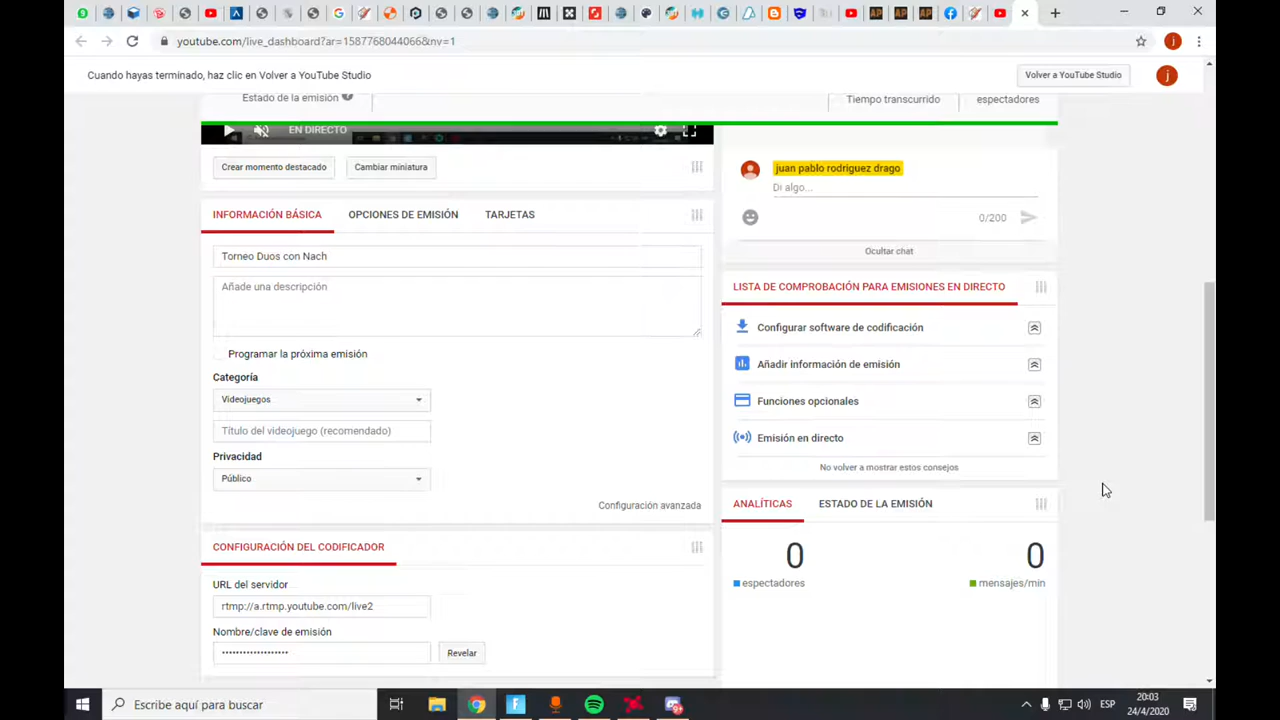 youtube.com/live_dashboard?ar=1587768044066&nv=1
j
Cuando hayas terminado, haz clic en Volver a YouTube Studio
Volver a YouTube Studio
j
Estado de la emisión
Tiempo transcurrido
espectadores
EN DIRECTO
Crear momento destacado
Cambiar miniatura
INFORMACIÓN BÁSICA
OPCIONES DE EMISIÓN
TARJETAS
Torneo Duos con Nach
Añade una descripción
Programar la próxima emisión
Categoría
Videojuegos
Título del videojuego (recomendado)
Privacidad
Público
Configuración avanzada
CONFIGURACIÓN DEL CODIFICADOR
URL del servidor
rtmp://a.rtmp.youtube.com/live2
Nombre/clave de emisión
•••••••••••••••••••
Revelar
juan pablo rodriguez drago
Di algo...
0/200
Ocultar chat
LISTA DE COMPROBACIÓN PARA EMISIONES EN DIRECTO
Configurar software de codificación
Añadir información de emisión
Funciones opcionales
Emisión en directo
No volver a mostrar estos consejos
ANALÍTICAS
ESTADO DE LA EMISIÓN
0
espectadores
0
mensajes/min
Escribe aquí para buscar
ESP
20:03
24/4/2020